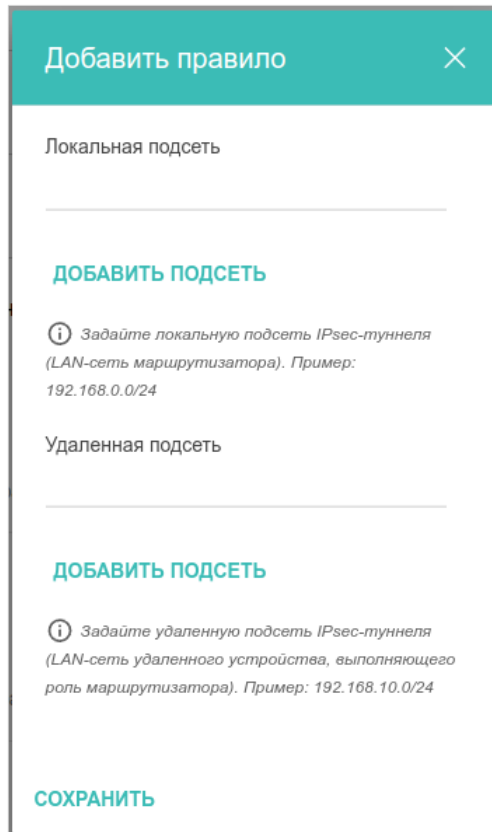 Добавить правило
Локальная подсеть
ДОБАВИТЬ ПОДСЕТЬ
Задайте локальную подсеть IPsec-туннеля
(LAN-сеть маршрутизатора). Пример:
192.168.0.0/24
Удаленная подсеть
ДОБАВИТЬ ПОДСЕТЬ
Задайте удаленную подсеть IPsec-туннеля
(LAN-сеть удаленного устройства, выполняющего
роль маршрутизатора). Пример: 192.168.10.0/24
СОХРАНИТЬ